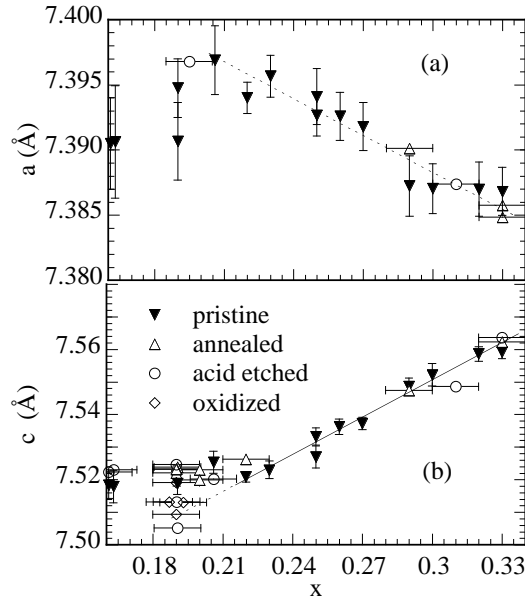 7.400
(a)
7.395
a (Å)
7.390
7.385
7.380
7.56
pristine
annealed
acid etched
oxidized
c (Å)
7.54
7.52
(b)
7.50
0.18 0.21 0.24 0.27 0.3 0.33
x